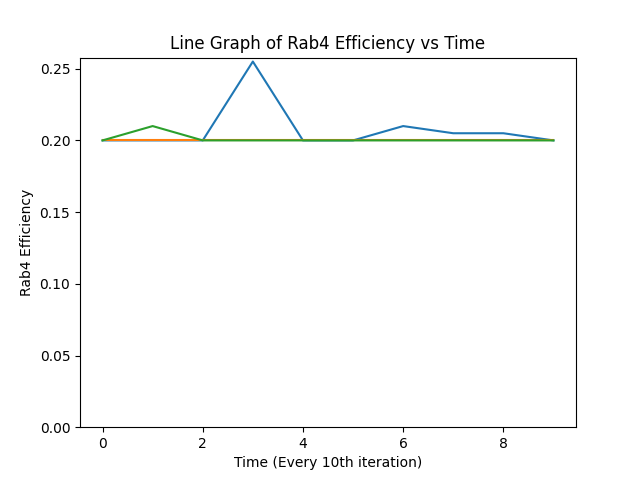 Line Graph of Rab4 Efficiency vs Time
0.25
0.20
0.15
0.10
0.05
0.00
Rab4 Efficiency
0 2 4 6 8
Time (Every 10th iteration)